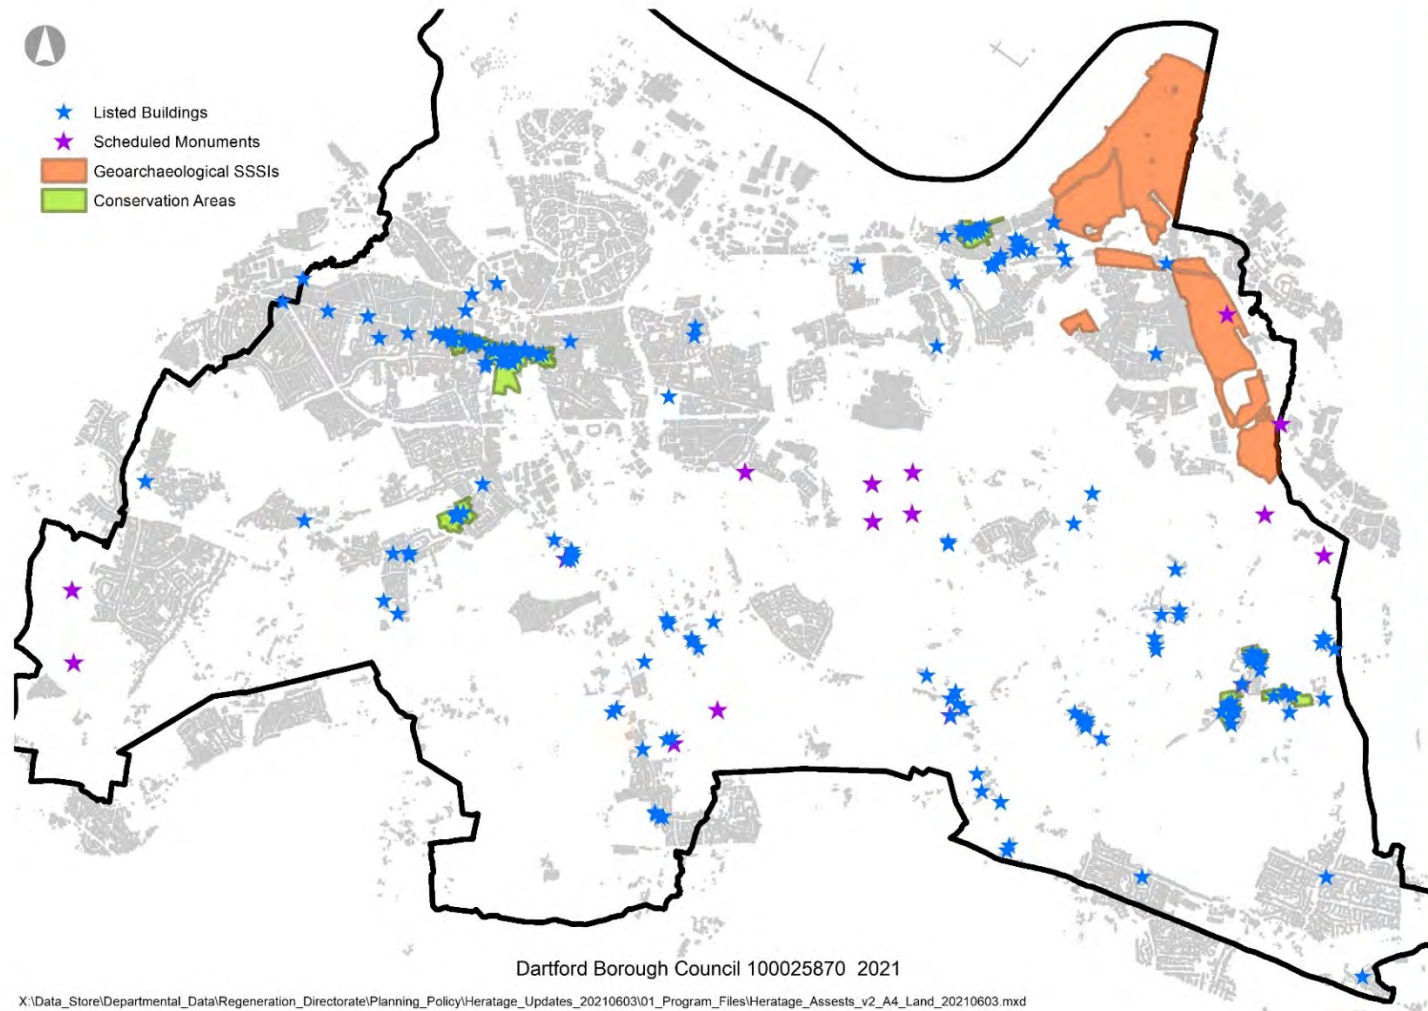 Listed Buildings
Scheduled Monuments
Geoarchaeological SSSIs
Conservation Areas
Dartford Borough Council 100025870 2021
X:\Data_Store\Departmental_Data\Regeneration_Directorate\Planning_Policy\Heratage_Updates_20210603\01_Program_Files\Heratage_Assests_v2_A4_Land_20210603.mxd